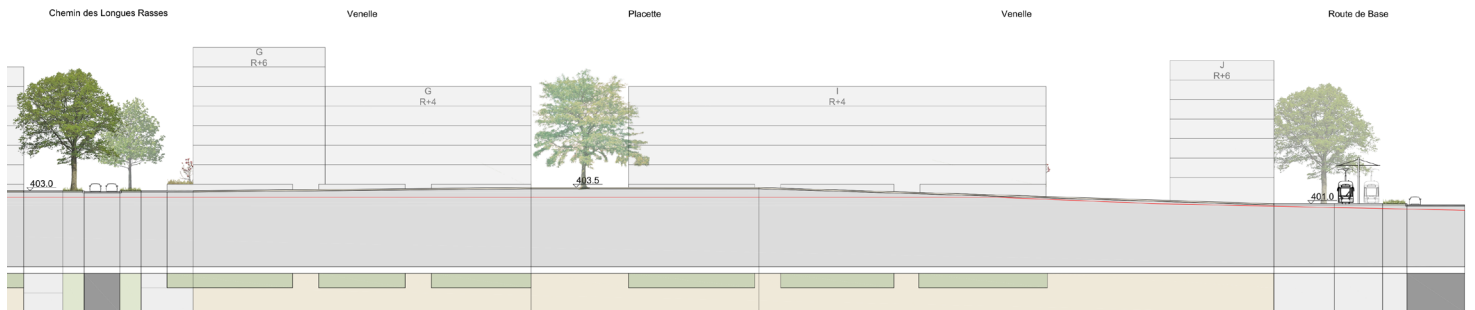 Chemin des Longues Rasses
Venelle
Placette
Venelle
Route de Base
G
R+6
G
R+4
I
R+4
J
R+6
403.0
403.5
401.0